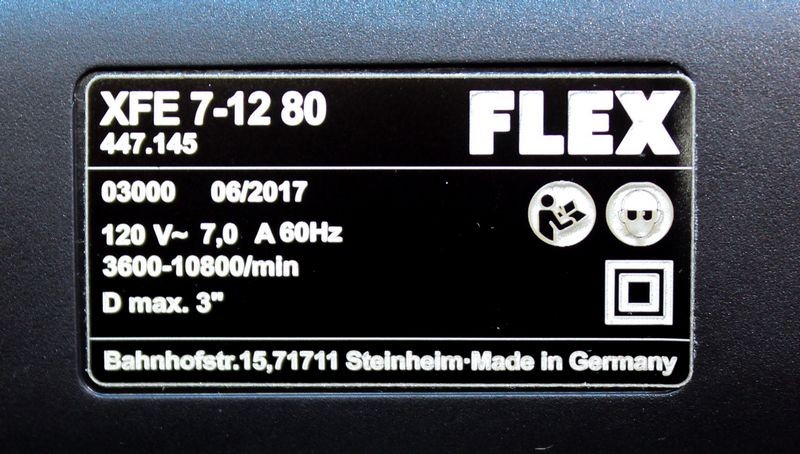 XFE 7-12 80
447.145
FLEX
03000 06/2017
120 V~ 7,0 A 60Hz
3600-10800/min
D max. 3"
Bahnhofstr.15,71711 Steinheim·Made in Germany